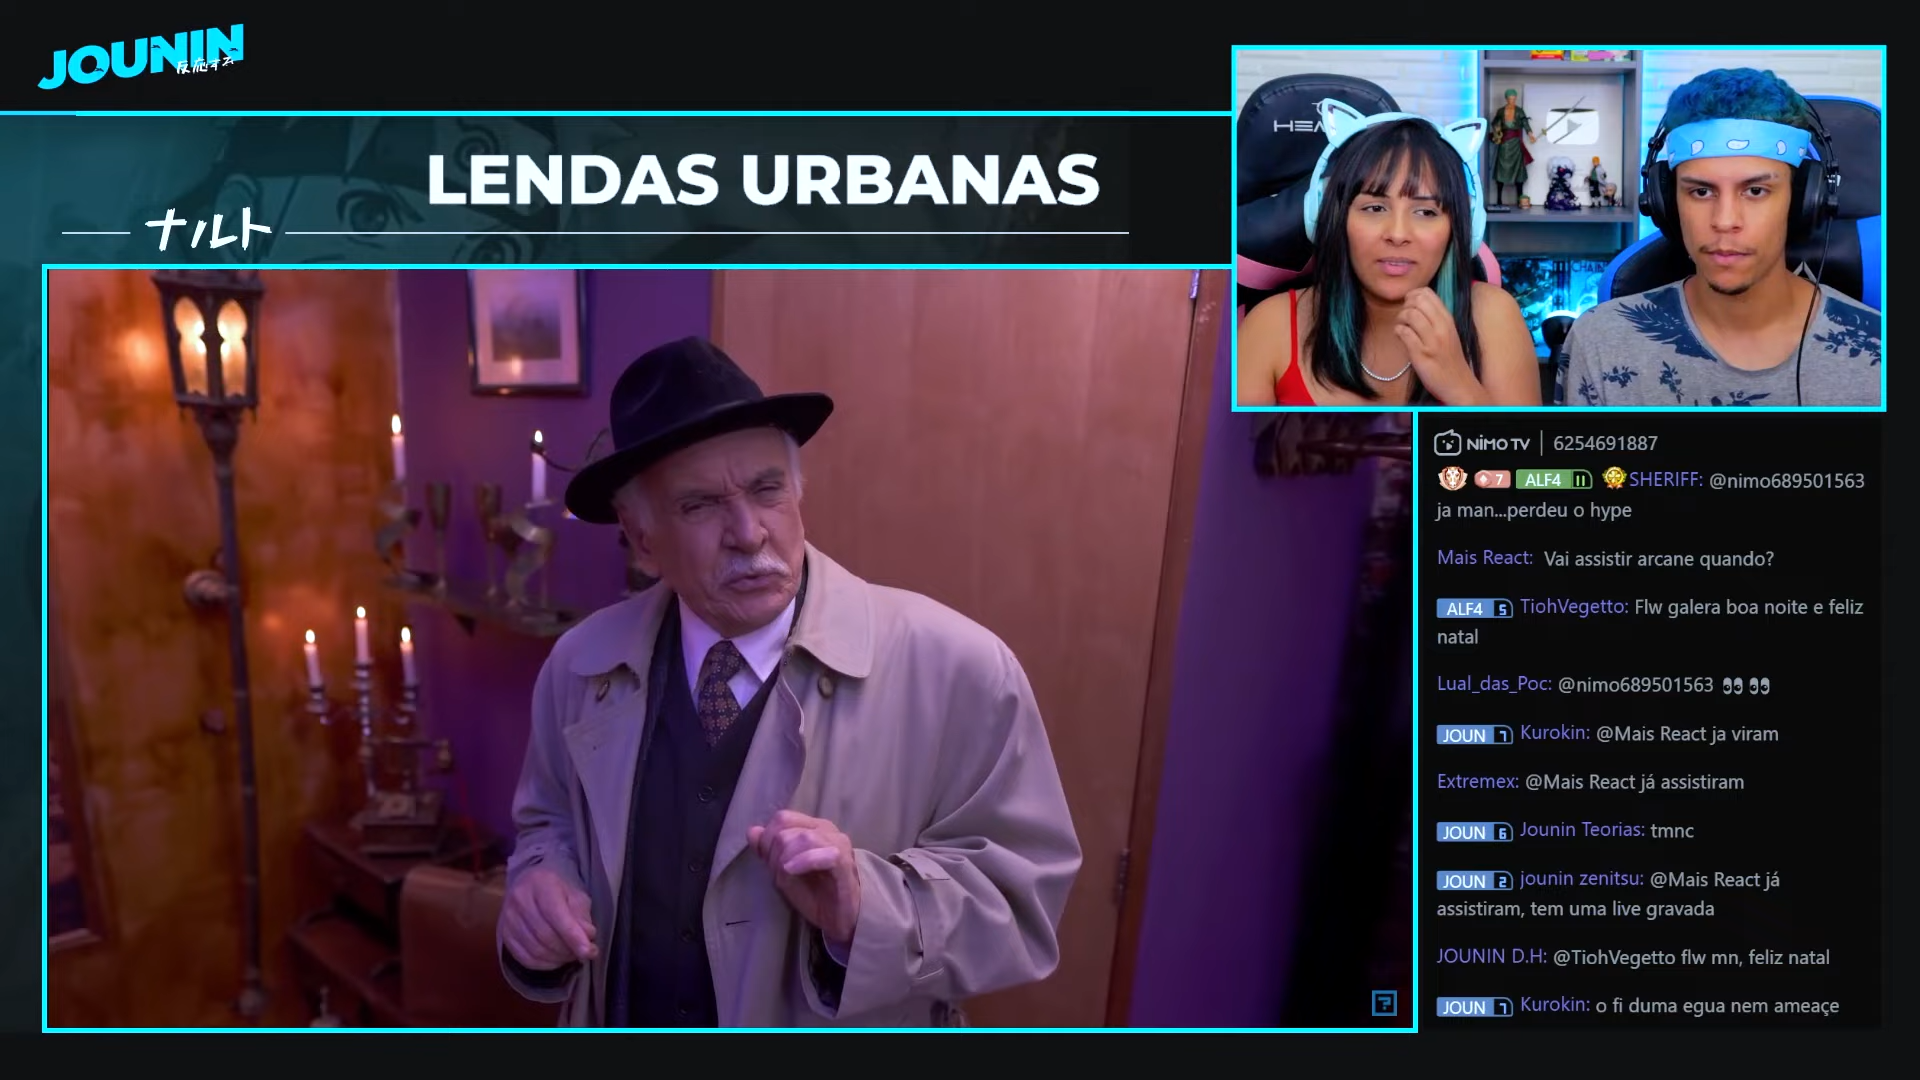 JOUNIN
LENDAS URBANAS
ナルト
NIMO TV | 6254691887
7 ALF4 11 SHERIFF: @nimo689501563
ja man...perdeu o hype
Mais React: Vai assistir arcane quando?
ALF4 5 TiohVegetto: Flw galera boa noite e feliz
natal
Lual_das_Poc: @nimo689501563 👀 👀
JOUN 7 Kurokin: @Mais React ja viram
Extremex: @Mais React já assistiram
JOUN 6 Jounin Teorias: tmnc
JOUN 2 jounin zenitsu: @Mais React já
assistiram, tem uma live gravada
JOUNIN D.H: @TiohVegetto flw mn, feliz natal
JOUN 7 Kurokin: o fi duma egua nem ameaçe
?